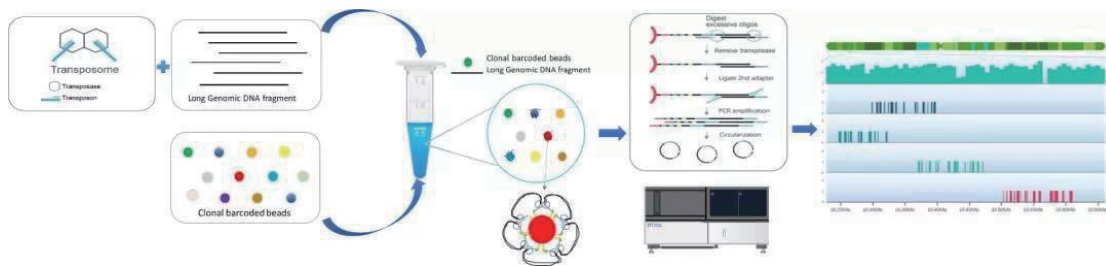 Transposome
Transposase
Transposon
Long Genomic DNA fragment
Clonal barcoded beads
Clonal barcoded beads
Long Genomic DNA fragment
Digest
excessive oligos
Remove transposase
Ligate 2nd adapter
PCR amplification
Circularization